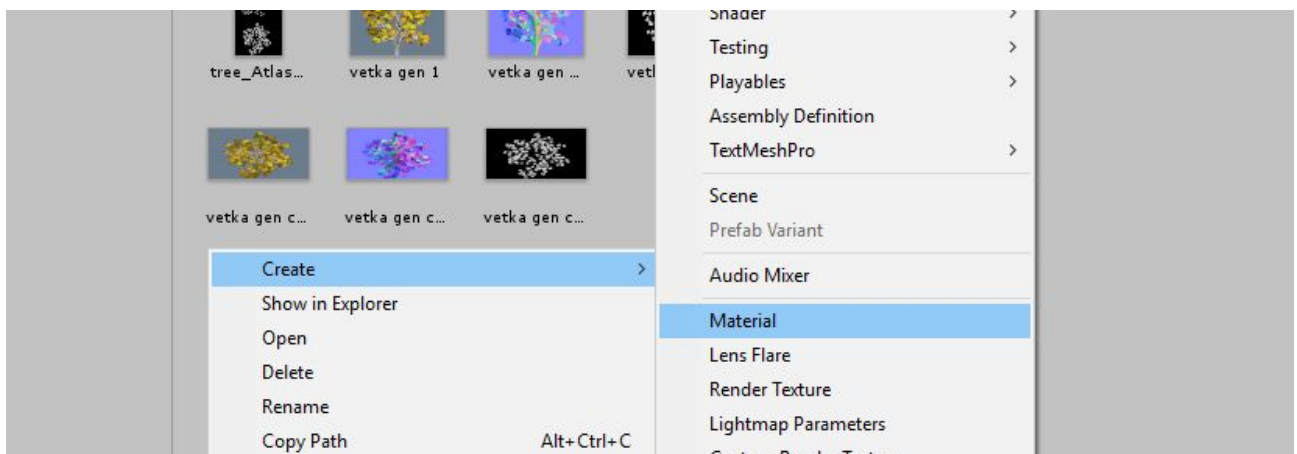 tree_Atlas...
vetka gen 1
vetka gen ...
vetl
vetka gen c...
vetka gen c...
vetka gen c...
Create >
Show in Explorer
Open
Delete
Rename
Copy Path Alt+Ctrl+C
Shader >
Testing >
Playables >
Assembly Definition
TextMeshPro >
Scene
Prefab Variant
Audio Mixer
Material
Lens Flare
Render Texture
Lightmap Parameters